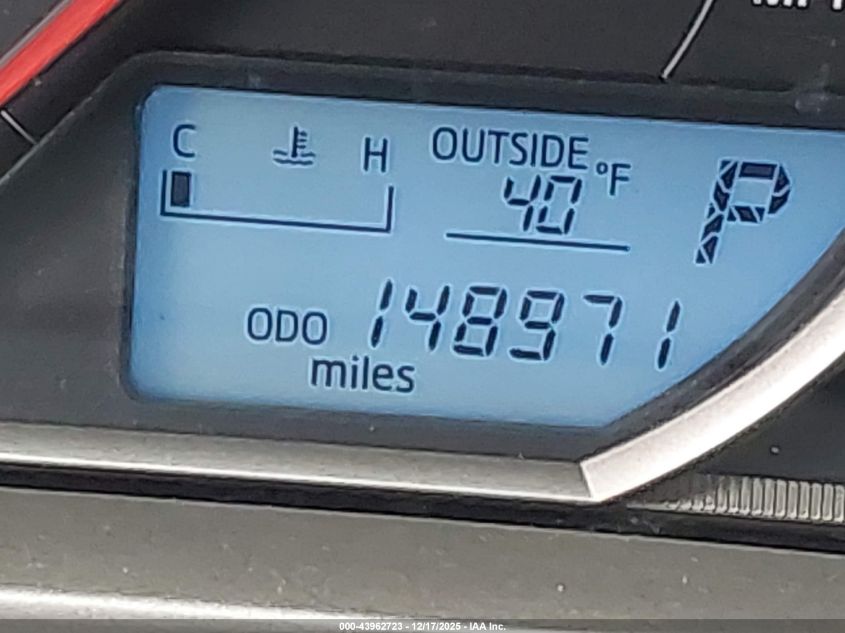 C H OUTSIDE °F
40
P
ODO 148971
miles
000-43962723 - 12/17/2025 - IAA Inc.